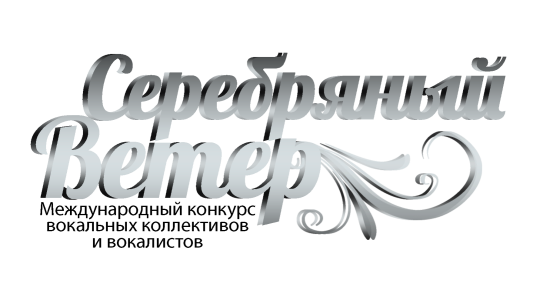 Серебряный
Ветер
Международный конкурс
вокальных коллективов
и вокалистов